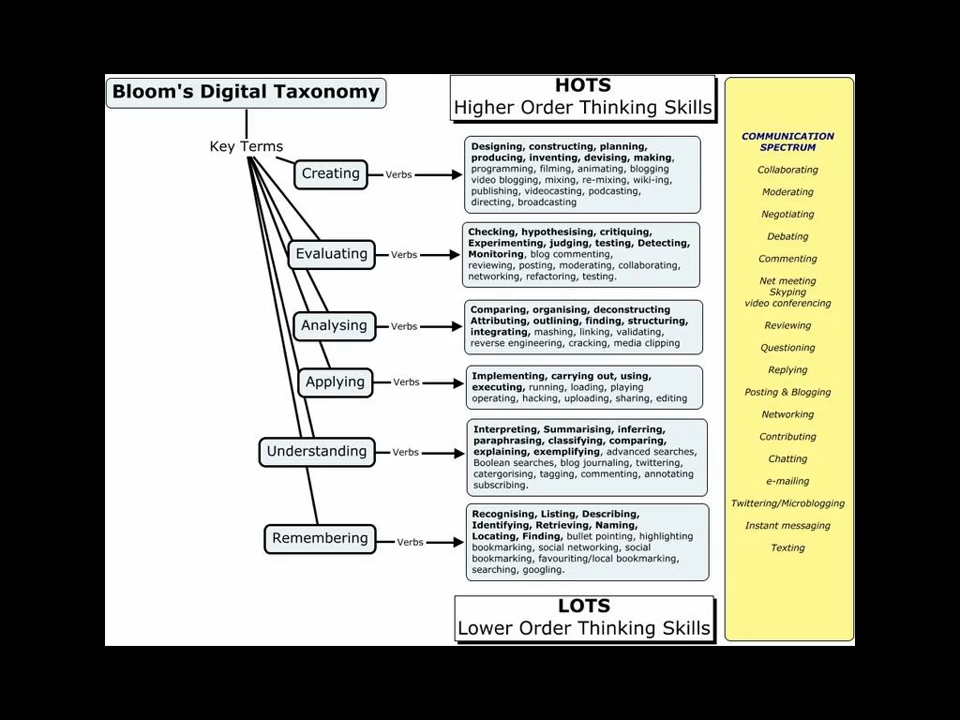 Bloom's Digital Taxonomy
HOTS
Higher Order Thinking Skills
Key Terms
Creating
Verbs
Designing, constructing, planning,
producing, inventing, devising, making,
programming, filming, animating, blogging
video blogging, mixing, re-mixing, wiki-ing,
publishing, videocasting, podcasting,
directing, broadcasting
Evaluating
Verbs
Checking, hypothesising, critiquing,
Experimenting, judging, testing, Detecting,
Monitoring, blog commenting,
reviewing, posting, moderating, collaborating,
networking, refactoring, testing.
Analysing
Verbs
Comparing, organising, deconstructing
Attributing, outlining, finding, structuring,
integrating, mashing, linking, validating,
reverse engineering, cracking, media clipping
Applying
Verbs
Implementing, carrying out, using,
executing, running, loading, playing
operating, hacking, uploading, sharing, editing
Understanding
Verbs
Interpreting, Summarising, inferring,
paraphrasing, classifying, comparing,
explaining, exemplifying, advanced searches,
Boolean searches, blog journaling, twittering,
catergorising, tagging, commenting, annotating
subscribing.
Remembering
Verbs
Recognising, Listing, Describing,
Identifying, Retrieving, Naming,
Locating, Finding, bullet pointing, highlighting
bookmarking, social networking, social
bookmarking, favouriting/local bookmarking,
searching, googling.
LOTS
Lower Order Thinking Skills
COMMUNICATION
SPECTRUM
Collaborating
Moderating
Negotiating
Debating
Commenting
Net meeting
Skyping
video conferencing
Reviewing
Questioning
Replying
Posting & Blogging
Networking
Contributing
Chatting
e-mailing
Twittering/Microblogging
Instant messaging
Texting